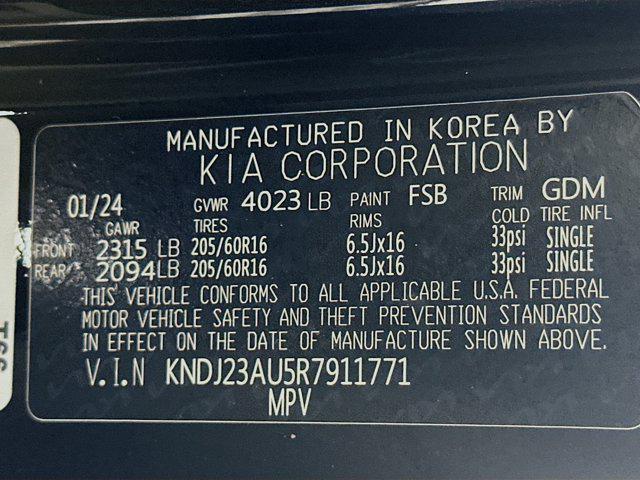 MANUFACTURED IN KOREA BY
KIA CORPORATION
01/24 GVWR 4023 LB PAINT FSB TRIM GDM
GAWR TIRES RIMS COLD TIRE INFL
FRONT 2315 LB 205/60R16 6.5Jx16 33psi SINGLE
REAR 2094 LB 205/60R16 6.5Jx16 33psi SINGLE
THIS VEHICLE CONFORMS TO ALL APPLICABLE U.S.A. FEDERAL
MOTOR VEHICLE SAFETY AND THEFT PREVENTION STANDARDS
IN EFFECT ON THE DATE OF MANUFACTURE SHOWN ABOVE.
V.I.N KNDJ23AU5R7911771
MPV